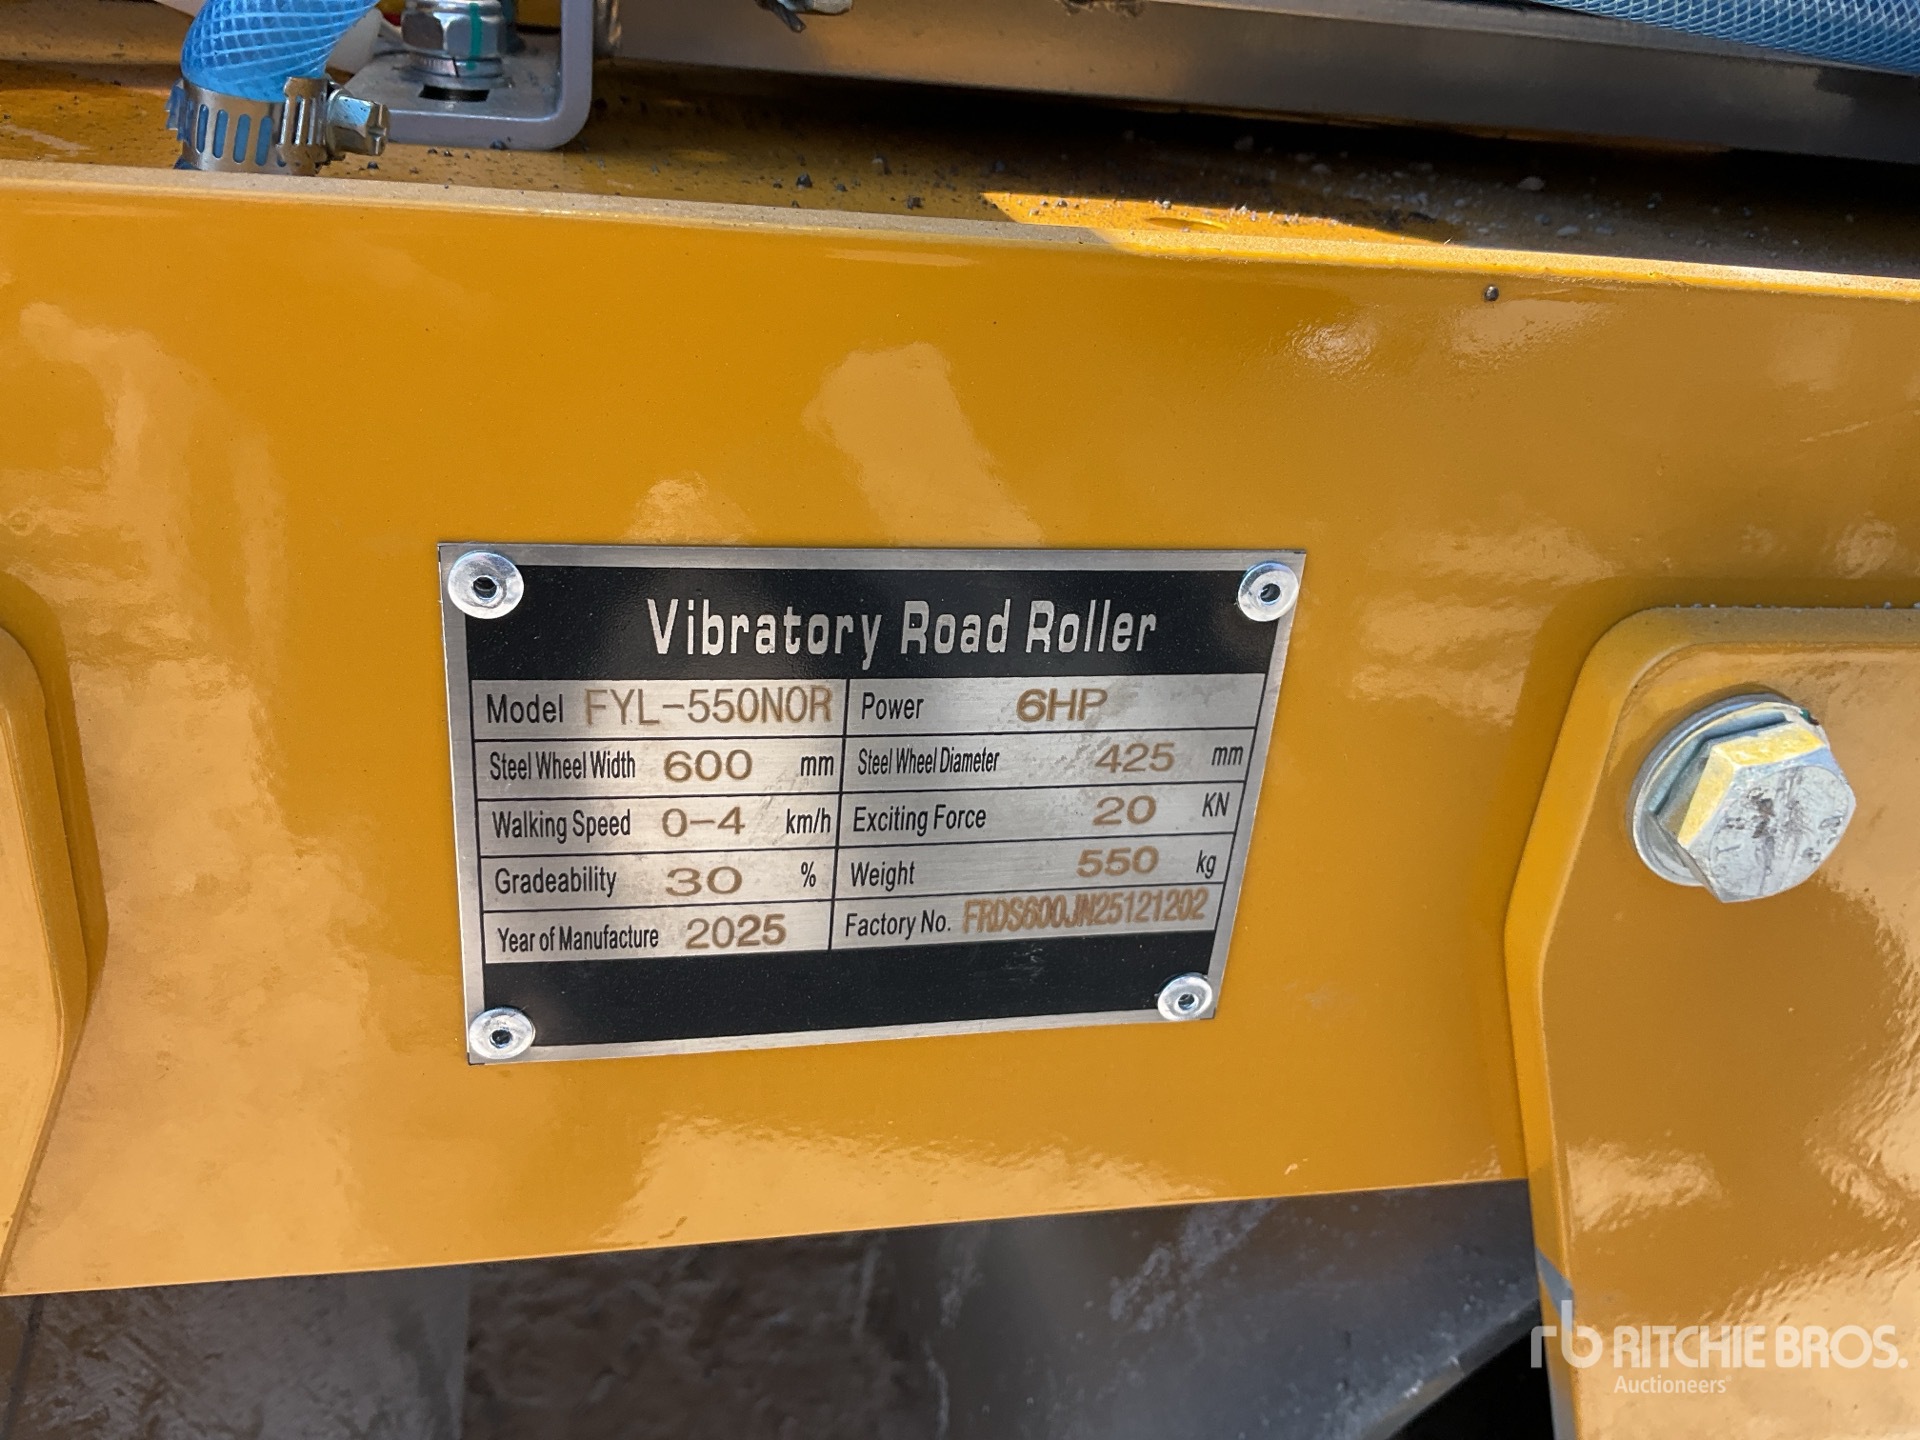 Vibratory Road Roller
Model FYL-550NOR Power 6HP
Steel Wheel Width 600 mm Steel Wheel Diameter 425 mm
Walking Speed 0-4 km/h Exciting Force 20 KN
Gradeability 30 % Weight 550 kg
Year of Manufacture 2025 Factory No. FRDS600JN25121202
rb RITCHIE BROS.
Auctioneers